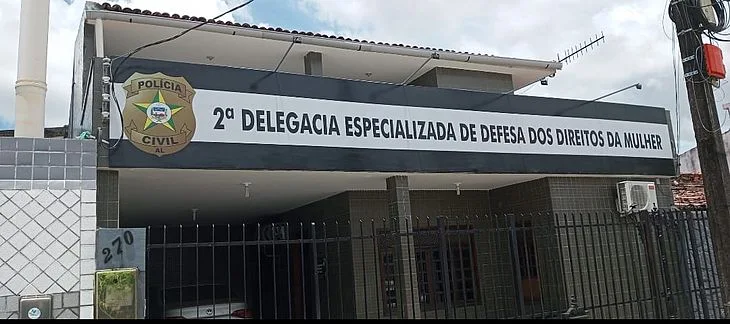 POLÍCIA
CIVIL
AL
2ª DELEGACIA ESPECIALIZADA DE DEFESA DOS DIREITOS DA MULHER
270